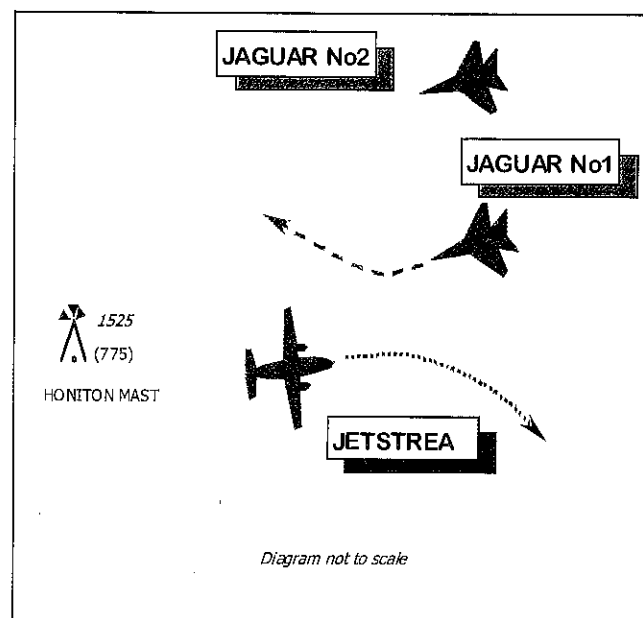 JAGUAR No2
JAGUAR No1
1525
(775)
HONITON MAST
JETSTREA
Diagram not to scale